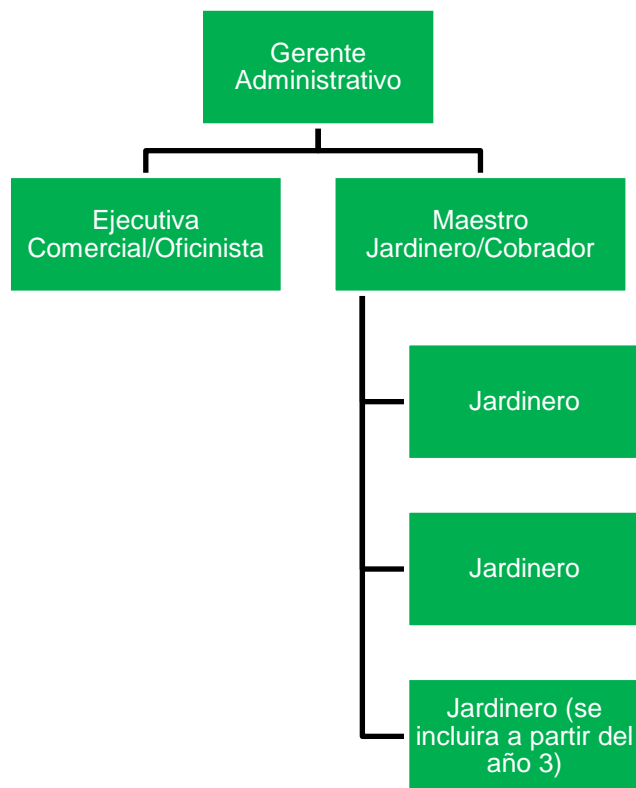 Gerente
Administrativo
Ejecutiva
Comercial/Oficinista
Maestro
Jardinero/Cobrador
Jardinero
Jardinero
Jardinero (se
incluira a partir del
año 3)